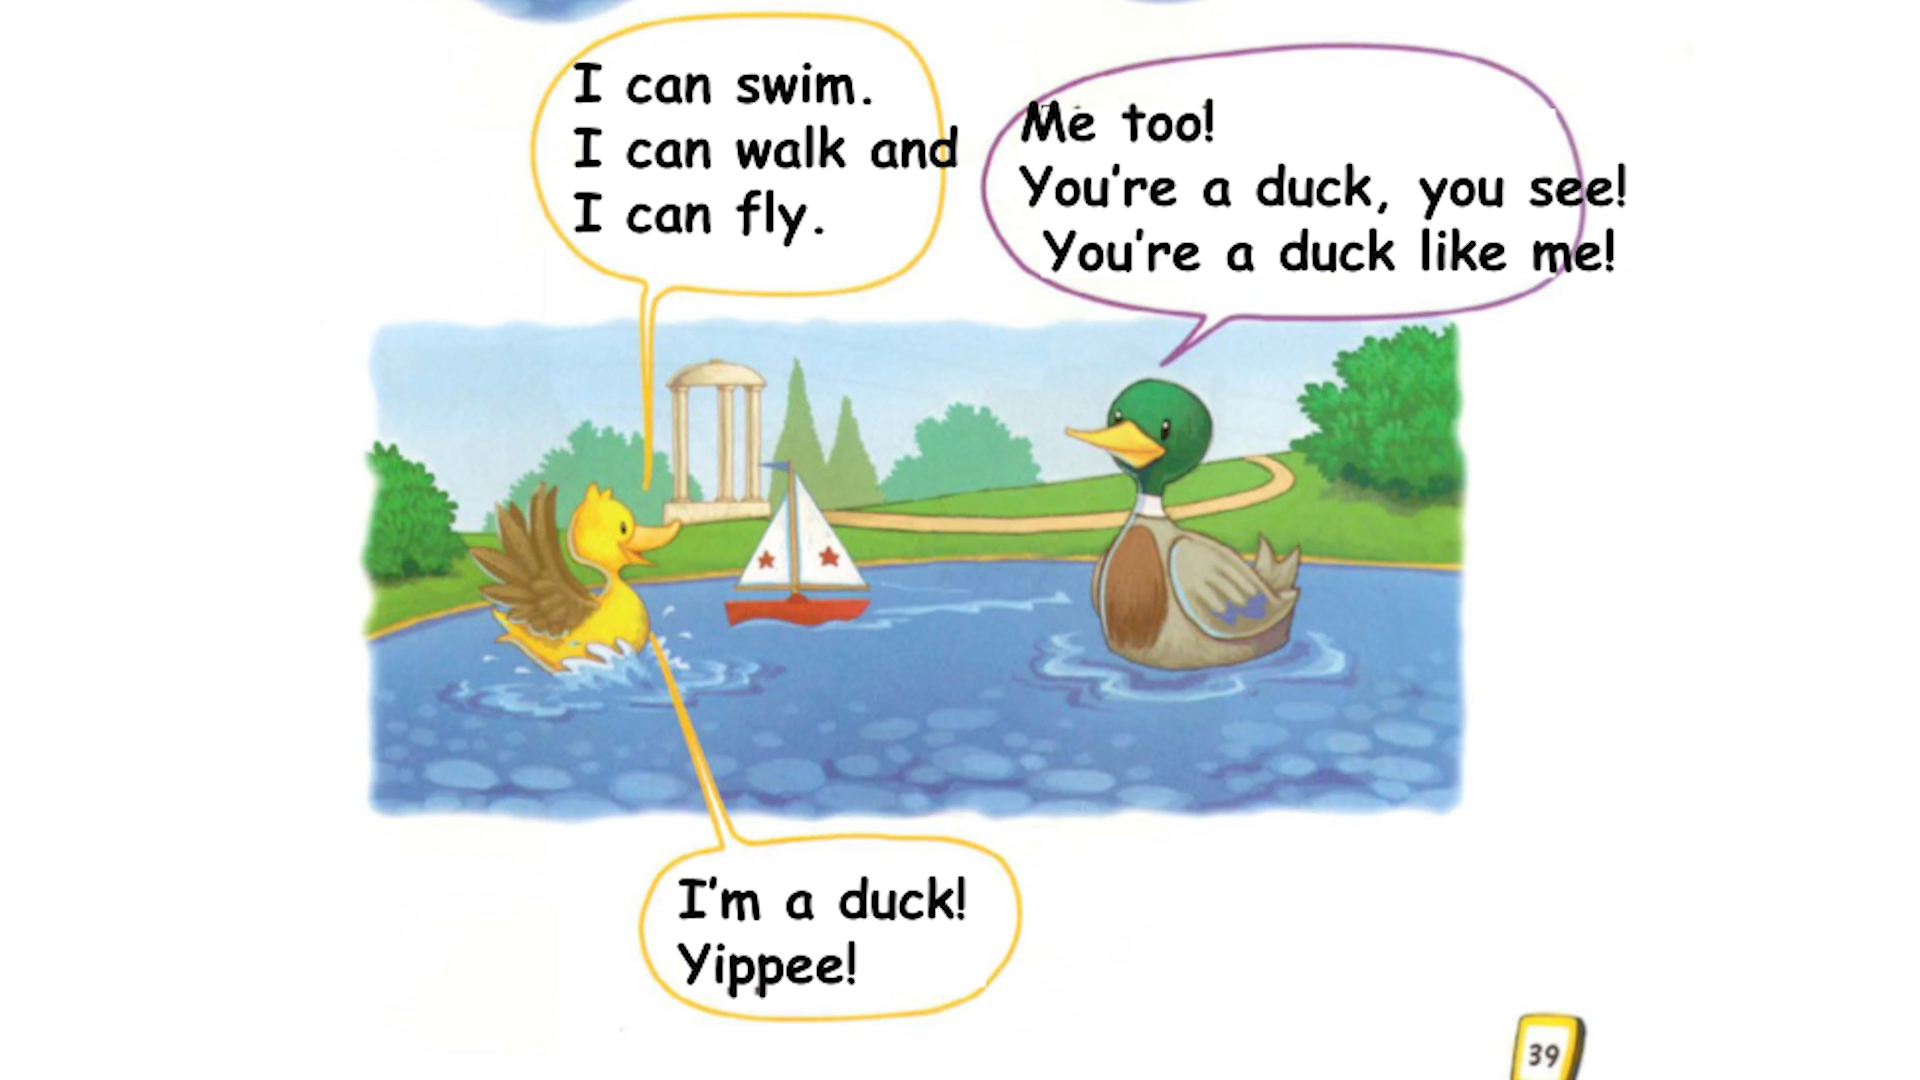 I can swim.
I can walk and
I can fly.
Me too!
You're a duck, you see!
You're a duck like me!
I'm a duck!
Yippee!
39